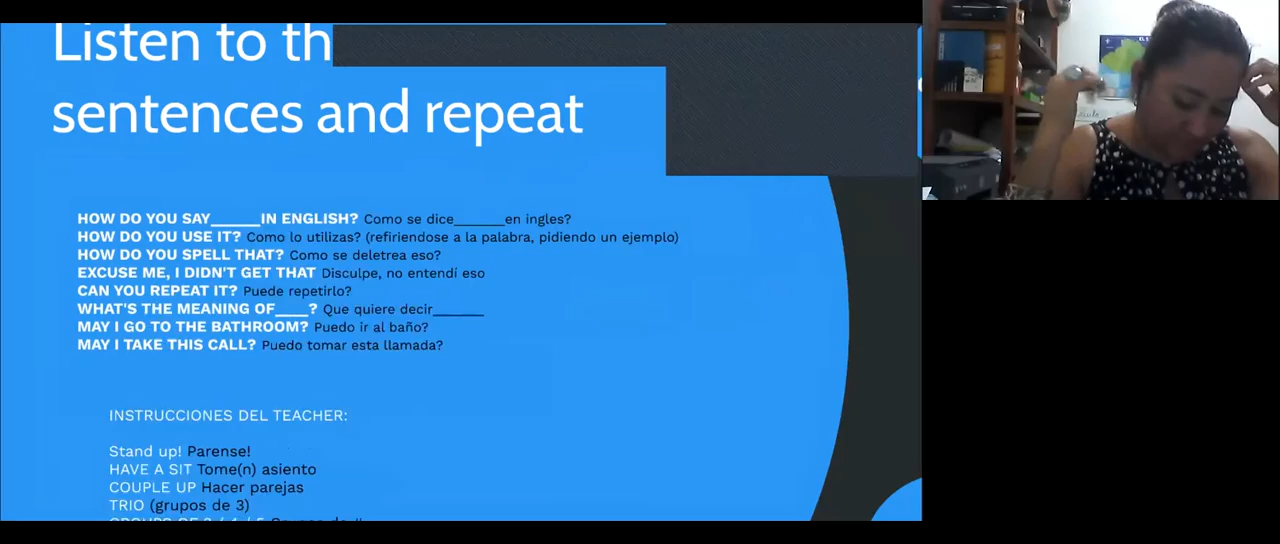 Listen to th
sentences and repeat
HOW DO YOU SAY______IN ENGLISH? Como se dice_______en ingles?
HOW DO YOU USE IT? Como lo utilizas? (refiriendose a la palabra, pidiendo un ejemplo)
HOW DO YOU SPELL THAT? Como se deletrea eso?
EXCUSE ME, I DIDN'T GET THAT Disculpe, no entendí eso
CAN YOU REPEAT IT? Puede repetirlo?
WHAT'S THE MEANING OF____? Que quiere decir_______
MAY I GO TO THE BATHROOM? Puedo ir al baño?
MAY I TAKE THIS CALL? Puedo tomar esta llamada?
INSTRUCCIONES DEL TEACHER:
Stand up! Parense!
HAVE A SIT Tome(n) asiento
COUPLE UP Hacer parejas
TRIO (grupos de 3)